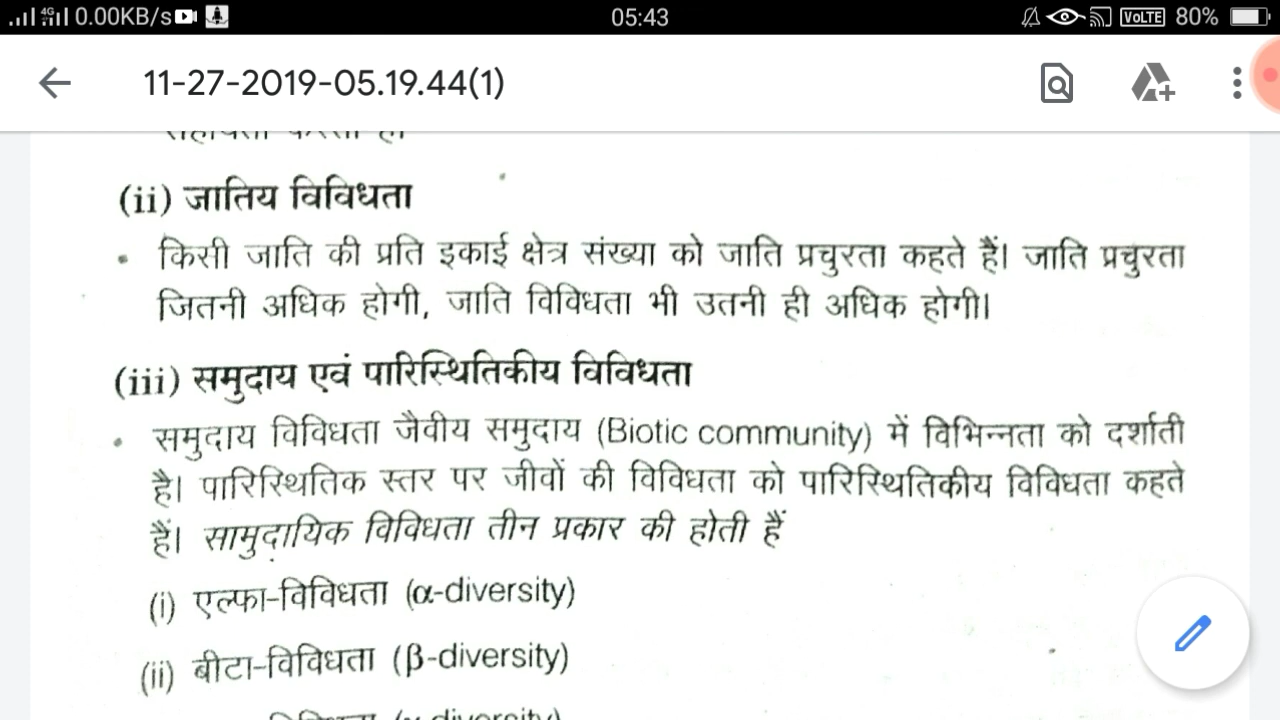 4G 0.00KB/s 05:43 VoLTE 80%
11-27-2019-05.19.44(1)
(ii) जातिय विविधता
• किसी जाति की प्रति इकाई क्षेत्र संख्या को जाति प्रचुरता कहते हैं। जाति प्रचुरता
जितनी अधिक होगी, जाति विविधता भी उतनी ही अधिक होगी।
(iii) समुदाय एवं पारिस्थितिकीय विविधता
• समुदाय विविधता जैवीय समुदाय (Biotic community) में विभिन्नता को दर्शाती
है। पारिस्थितिक स्तर पर जीवों की विविधता को पारिस्थितिकीय विविधता कहते
हैं। सामुदायिक विविधता तीन प्रकार की होती हैं
(i) एल्फा-विविधता (α-diversity)
(ii) बीटा-विविधता (β-diversity)